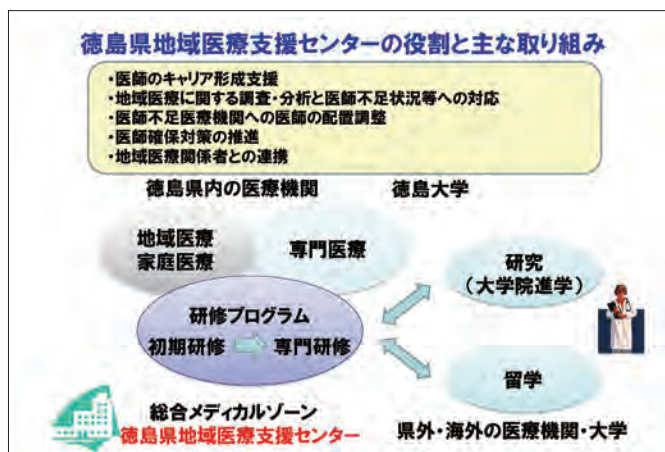 徳島県地域医療支援センターの役割と主な取り組み
・医師のキャリア形成支援
・地域医療に関する調査・分析と医師不足状況等への対応
・医師不足医療機関への医師の配置調整
・医師確保対策の推進
・地域医療関係者との連携
徳島県内の医療機関
徳島大学
地域医療
家庭医療
専門医療
研究
（大学院進学）
研修プログラム
初期研修
専門研修
留学
総合メディカルゾーン
徳島県地域医療支援センター
県外・海外の医療機関・大学